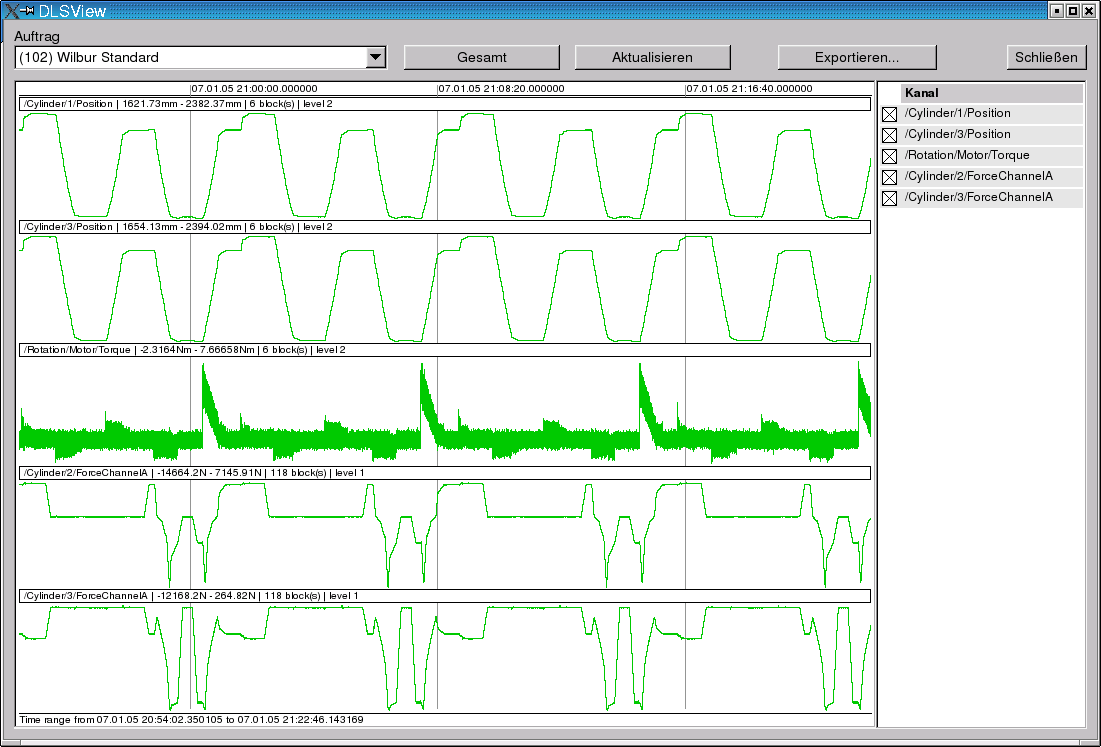 DLSView
Auftrag
(102) Wilbur Standard
Gesamt
Aktualisieren
Exportieren...
Schließen
07.01.05 21:00:00.000000
07.01.05 21:08:20.000000
07.01.05 21:16:40.000000
/Cylinder/1/Position | 1621.73mm - 2382.37mm | 6 block(s) | level 2
/Cylinder/3/Position | 1654.13mm - 2394.02mm | 6 block(s) | level 2
/Rotation/Motor/Torque | -2.3164Nm - 7.66658Nm | 6 block(s) | level 2
/Cylinder/2/ForceChannelA | -14664.2N - 7145.91N | 118 block(s) | level 1
/Cylinder/3/ForceChannelA | -12168.2N - 264.82N | 118 block(s) | level 1
Time range from 07.01.05 20:54:02.350105 to 07.01.05 21:22:46.143169
Kanal
/Cylinder/1/Position
/Cylinder/3/Position
/Rotation/Motor/Torque
/Cylinder/2/ForceChannelA
/Cylinder/3/ForceChannelA